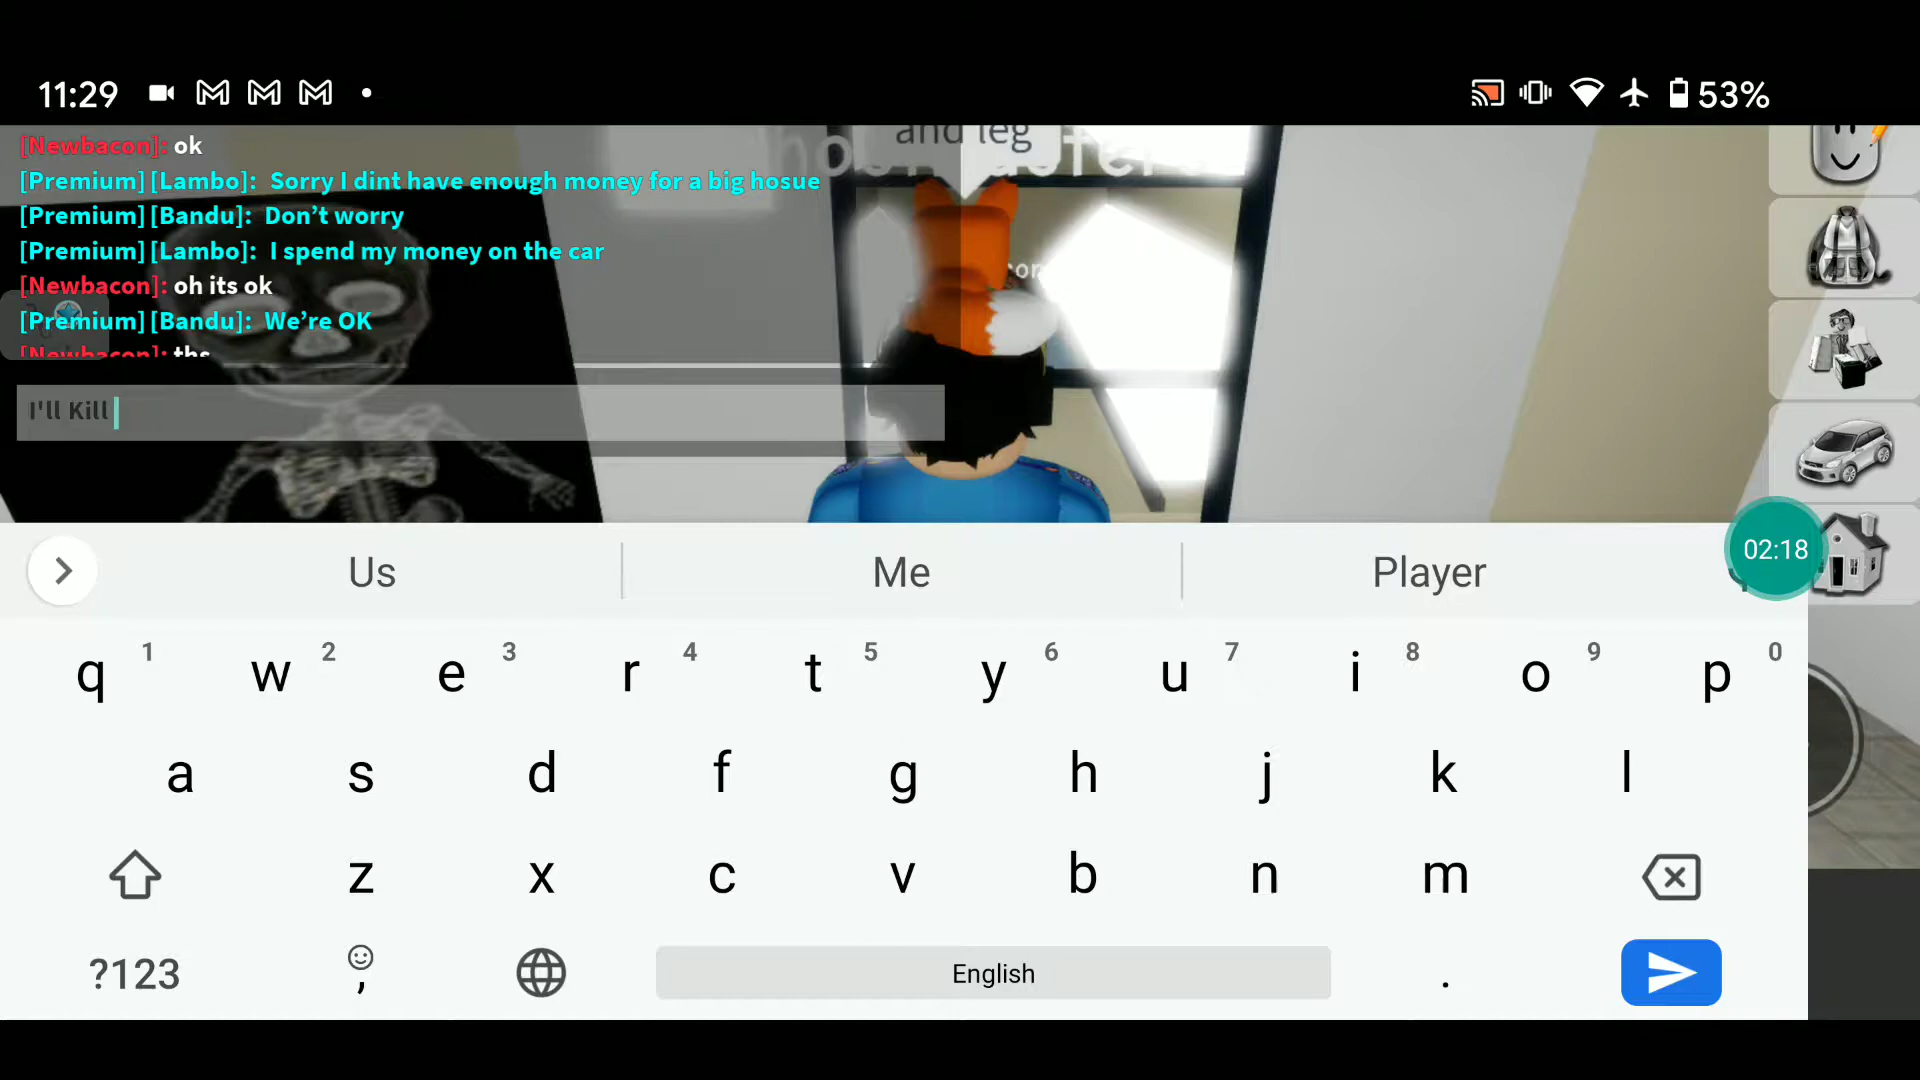 11:29
53%
and leg
[Newbacon]: ok
[Premium] [Lambo]: Sorry I dint have enough money for a big hosue
[Premium] [Bandu]: Don’t worry
[Premium] [Lambo]: I spend my money on the car
[Newbacon]: oh its ok
[Premium] [Bandu]: We’re OK
[Newbacon]: ths
I'll Kill
02:18
Us Me Player
q 1 w 2 e 3 r 4 t 5 y 6 u 7 i 8 o 9 p 0
a s d f g h j k l
z x c v b n m
?123 , English .